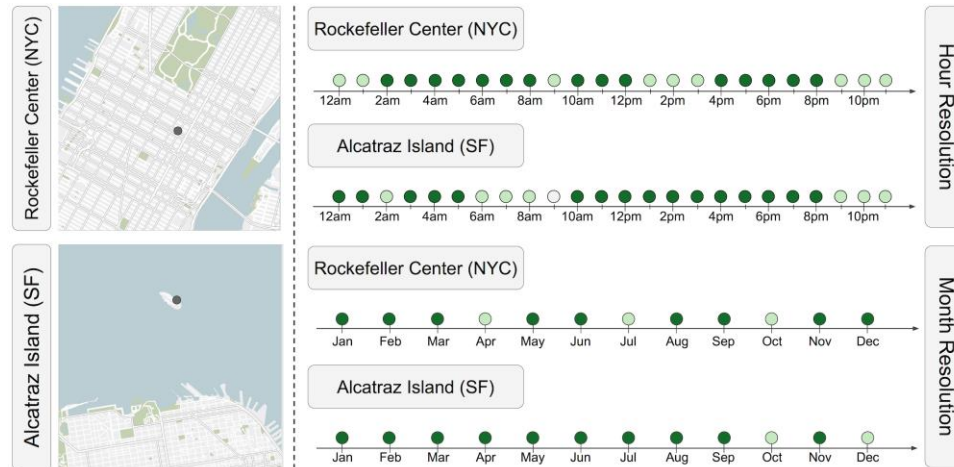 Rockefeller Center (NYC)
Rockefeller Center (NYC)
12am 2am 4am 6am 8am 10am 12pm 2pm 4pm 6pm 8pm 10pm
Alcatraz Island (SF)
12am 2am 4am 6am 8am 10am 12pm 2pm 4pm 6pm 8pm 10pm
Hour Resolution
Alcatraz Island (SF)
Rockefeller Center (NYC)
Jan Feb Mar Apr May Jun Jul Aug Sep Oct Nov Dec
Alcatraz Island (SF)
Jan Feb Mar Apr May Jun Jul Aug Sep Oct Nov Dec
Month Resolution